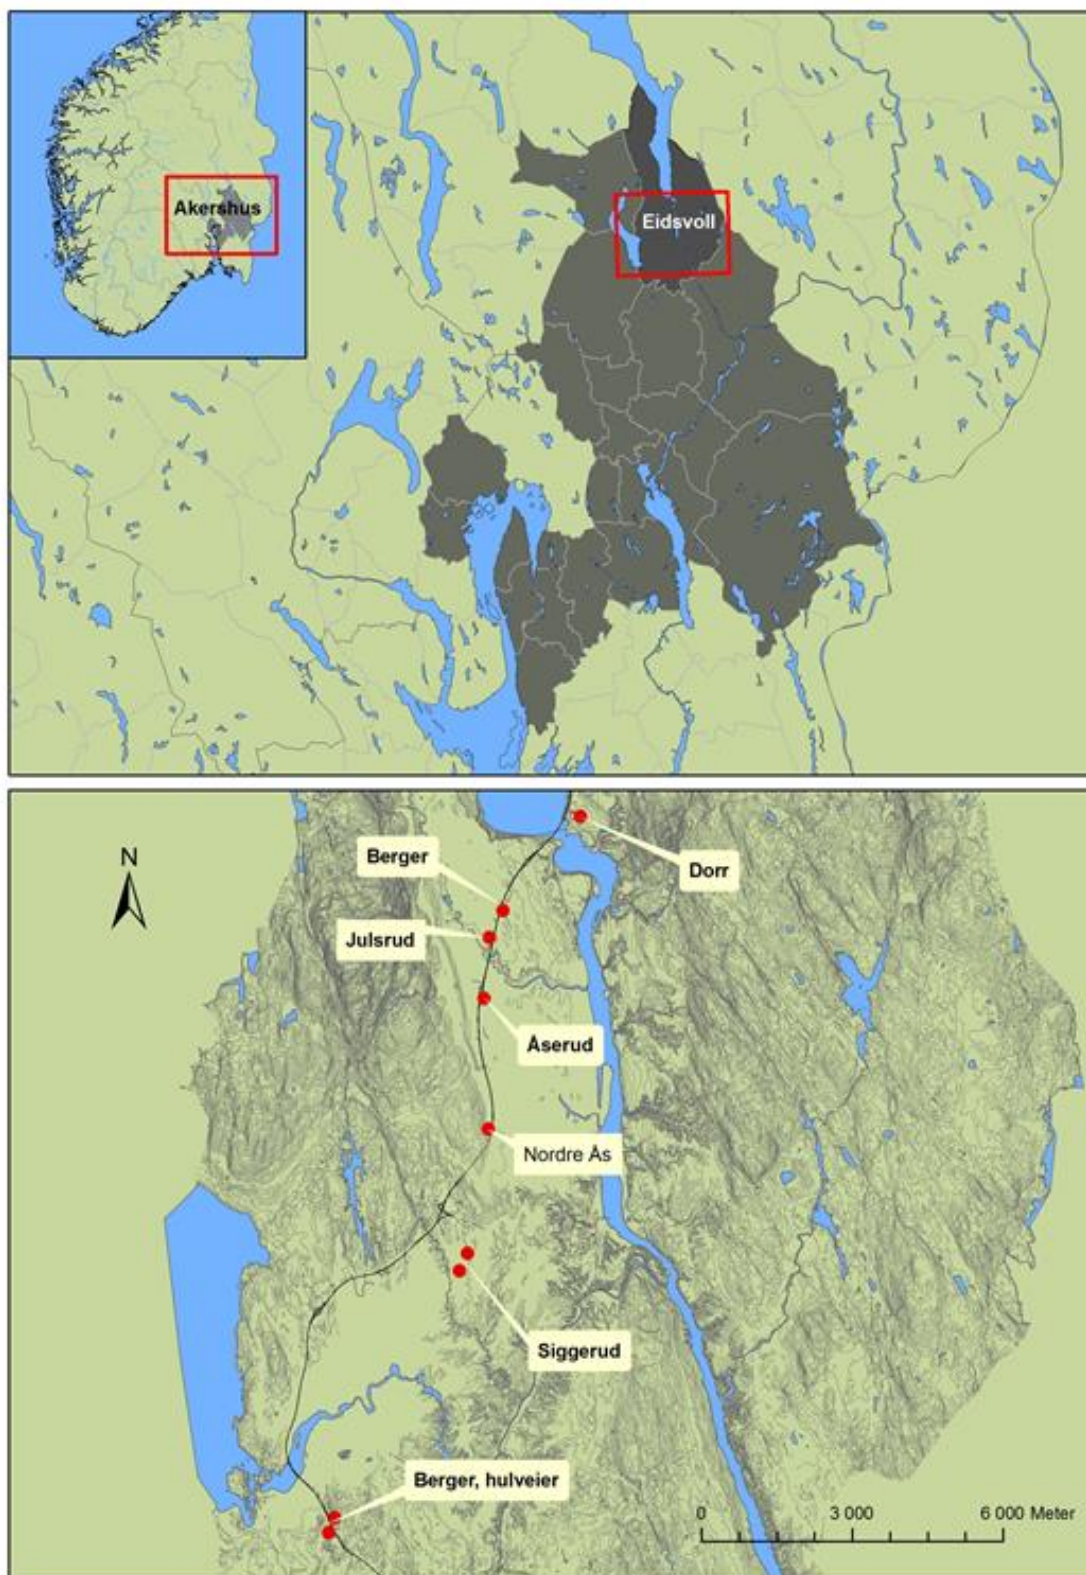 Akershus
Eidsvoll
N
Berger
Dorr
Julsrud
Åserud
Nordre Ås
Siggerud
Berger, hulveier
0 3 000 6 000 Meter